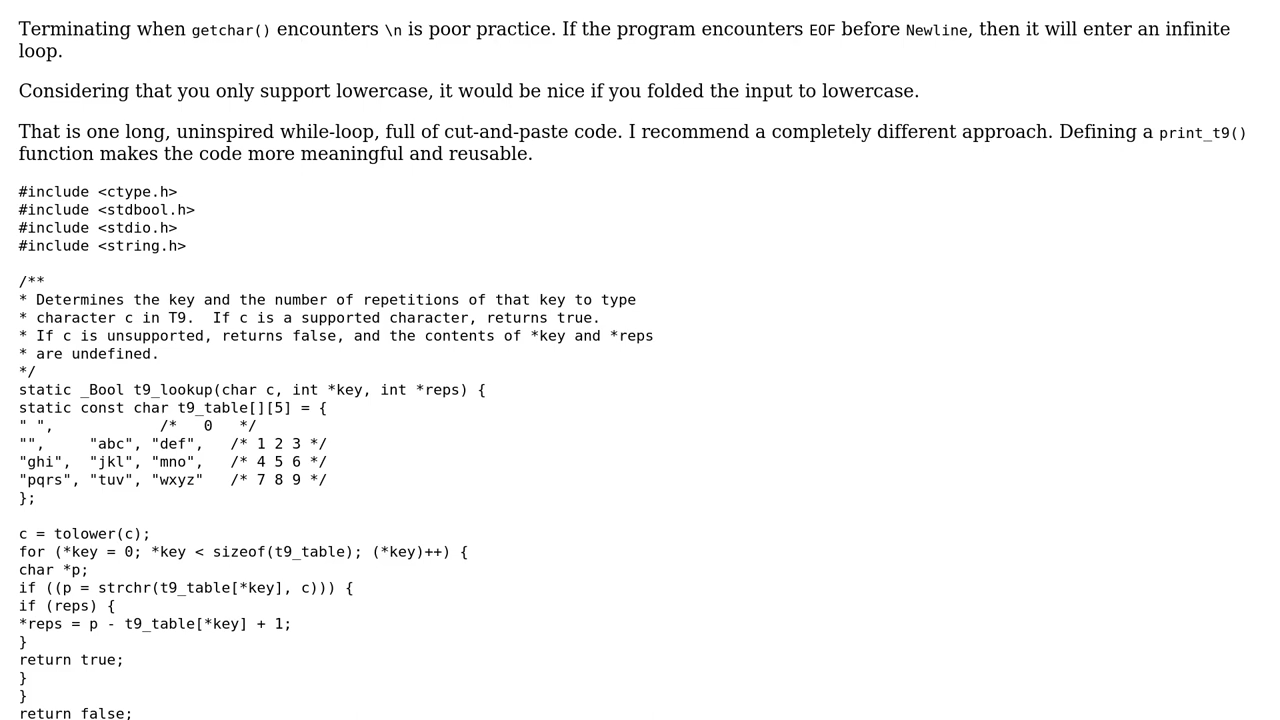 Terminating when getchar() encounters \n is poor practice. If the program encounters EOF before Newline, then it will enter an infinite
loop.
Considering that you only support lowercase, it would be nice if you folded the input to lowercase.
That is one long, uninspired while-loop, full of cut-and-paste code. I recommend a completely different approach. Defining a print_t9()
function makes the code more meaningful and reusable.
#include <ctype.h>
#include <stdbool.h>
#include <stdio.h>
#include <string.h>
/**
* Determines the key and the number of repetitions of that key to type
* character c in T9.  If c is a supported character, returns true.
* If c is unsupported, returns false, and the contents of *key and *reps
* are undefined.
*/
static _Bool t9_lookup(char c, int *key, int *reps) {
static const char t9_table[][5] = {
" ",            /*   0   */
"",     "abc", "def",   /* 1 2 3 */
"ghi",  "jkl", "mno",   /* 4 5 6 */
"pqrs", "tuv", "wxyz"   /* 7 8 9 */
};
c = tolower(c);
for (*key = 0; *key < sizeof(t9_table); (*key)++) {
char *p;
if ((p = strchr(t9_table[*key], c))) {
if (reps) {
*reps = p - t9_table[*key] + 1;
}
return true;
}
}
return false;